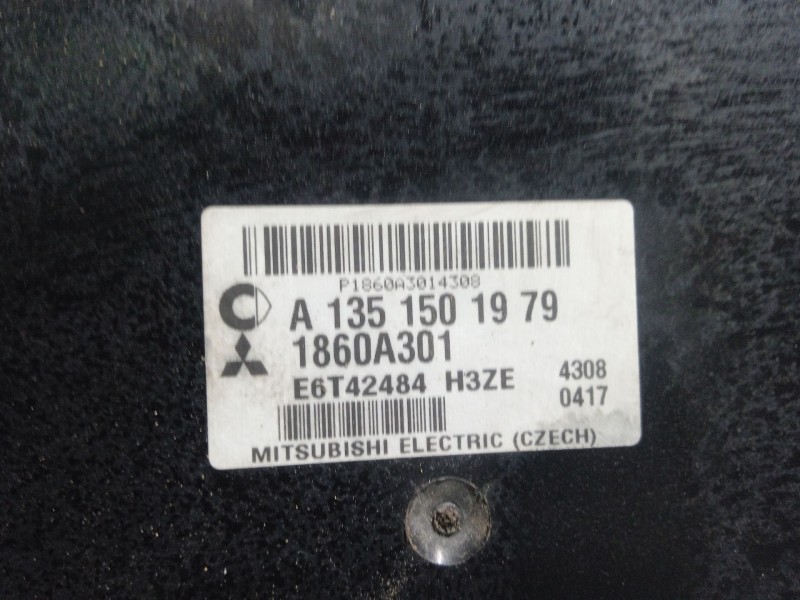 P1860A3014308
A 135 150 19 79
1860A301
E6T42484 H3ZE 4308
0417
MITSUBISHI ELECTRIC (CZECH)